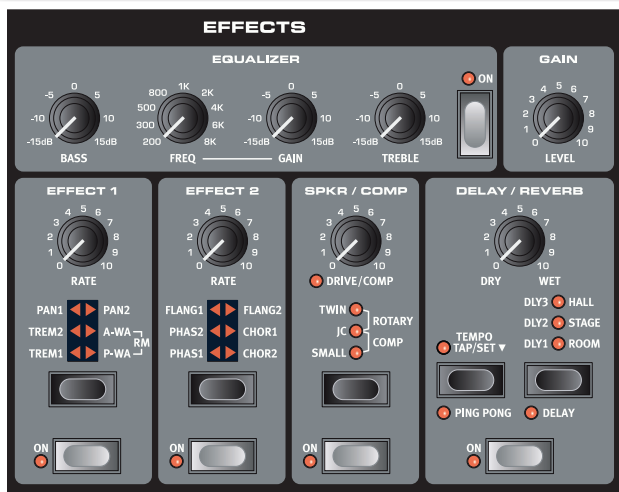 EFFECTS
EQUALIZER
GAIN
-5 0 5
-10 10
-15dB 15dB
BASS
800 1K 2K
500 4K
300 6K
200 8K
FREQ
-5 0 5
-10 10
-15dB 15dB
GAIN
-5 0 5
-10 10
-15dB 15dB
TREBLE
ON
0 1 2 3 4 5 6 7 8 9 10
LEVEL
EFFECT 1
0 1 2 3 4 5 6 7 8 9 10
RATE
PAN1 PAN2
TREM2 A-WA
RM
TREM1 P-WA
ON
EFFECT 2
0 1 2 3 4 5 6 7 8 9 10
RATE
FLANG1 FLANG2
PHAS2 CHOR1
PHAS1 CHOR2
ON
SPKR / COMP
0 1 2 3 4 5 6 7 8 9 10
DRIVE/COMP
TWIN
ROTARY
JC
COMP
SMALL
ON
DELAY / REVERB
0 1 2 3 4 5 6 7 8 9 10
DRY WET
DLY3 HALL
DLY2 STAGE
DLY1 ROOM
TEMPO
TAP/SET ▼
PING PONG
DELAY
ON